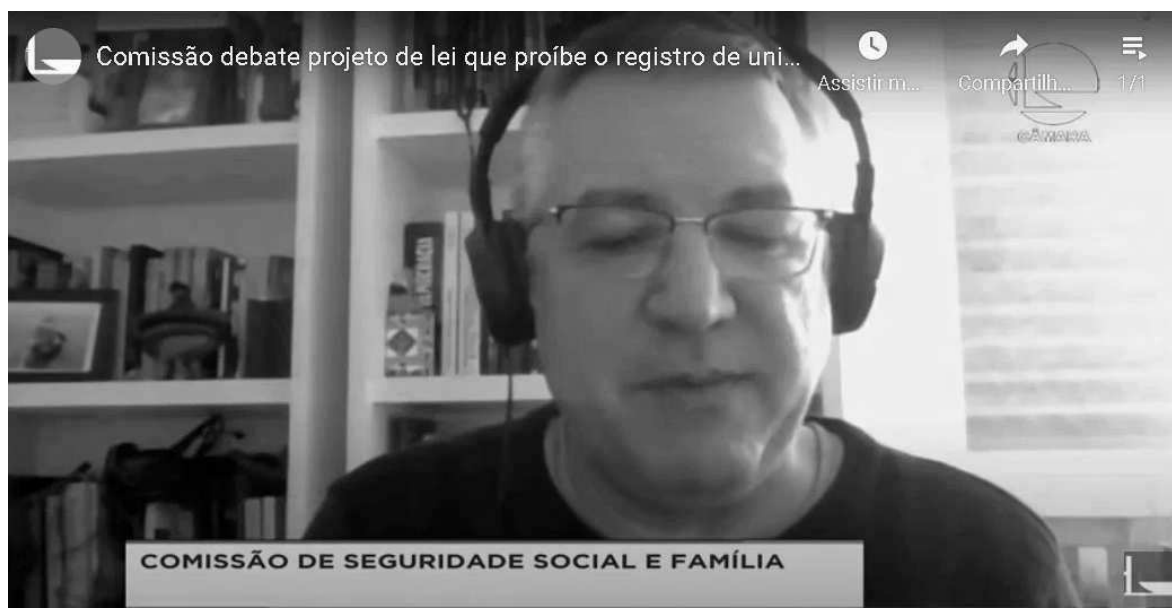 Comissão debate projeto de lei que proíbe o registro de uni...
Assistir m...
Compartilh...
1/1
CÂMARA
DEMOCRACIA
COMISSÃO DE SEGURIDADE SOCIAL E FAMÍLIA